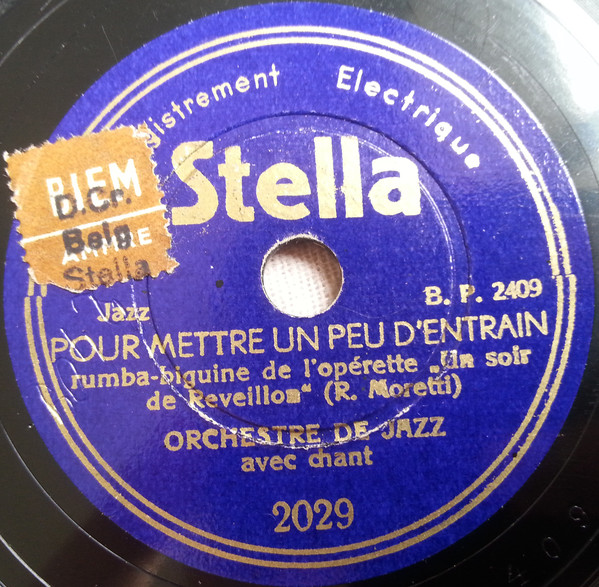 istrement Electrique
Stella
BIEM
D.Cr.
Belg
Stella
Jazz
B. P. 2409
POUR METTRE UN PEU D'ENTRAIN
rumba-biguine de l'opérette „Un soir
de Reveillon“ (R. Moretti)
ORCHESTRE DE JAZZ
avec chant
2029
409